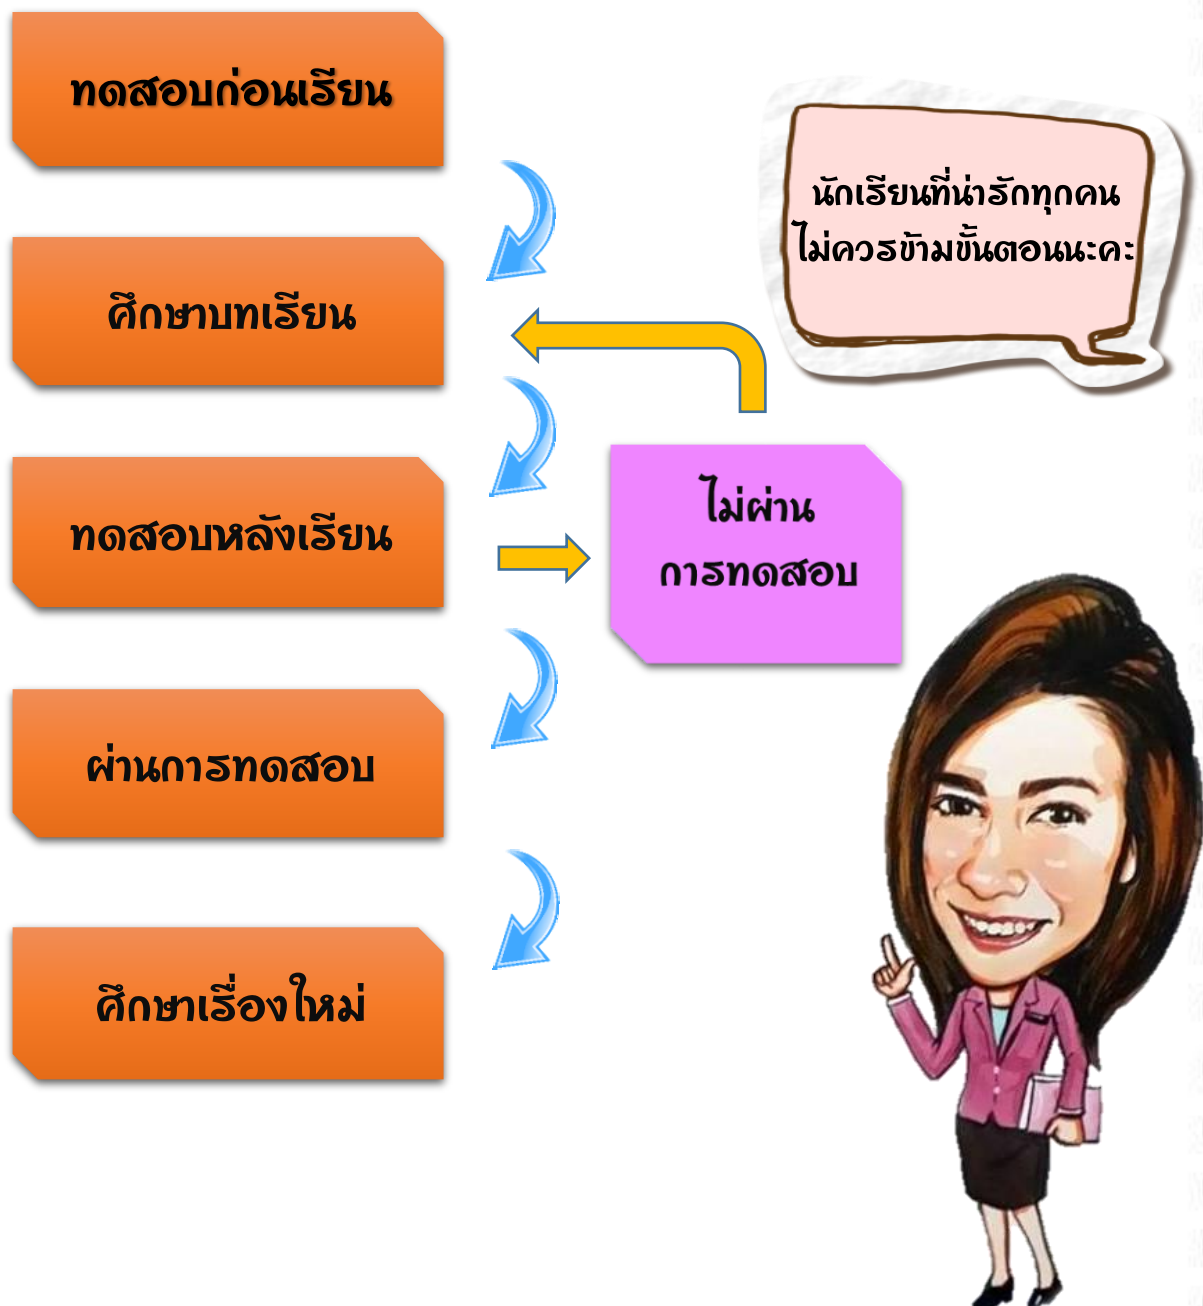 ทดสอบก่อนเรียน
นักเรียนที่น่ารักทุกคน
ไม่ควรข้ามขั้นตอนนะคะ
ศึกษาบทเรียน
ทดสอบหลังเรียน
ไม่ผ่าน
การทดสอบ
ผ่านการทดสอบ
ศึกษาเรื่องใหม่